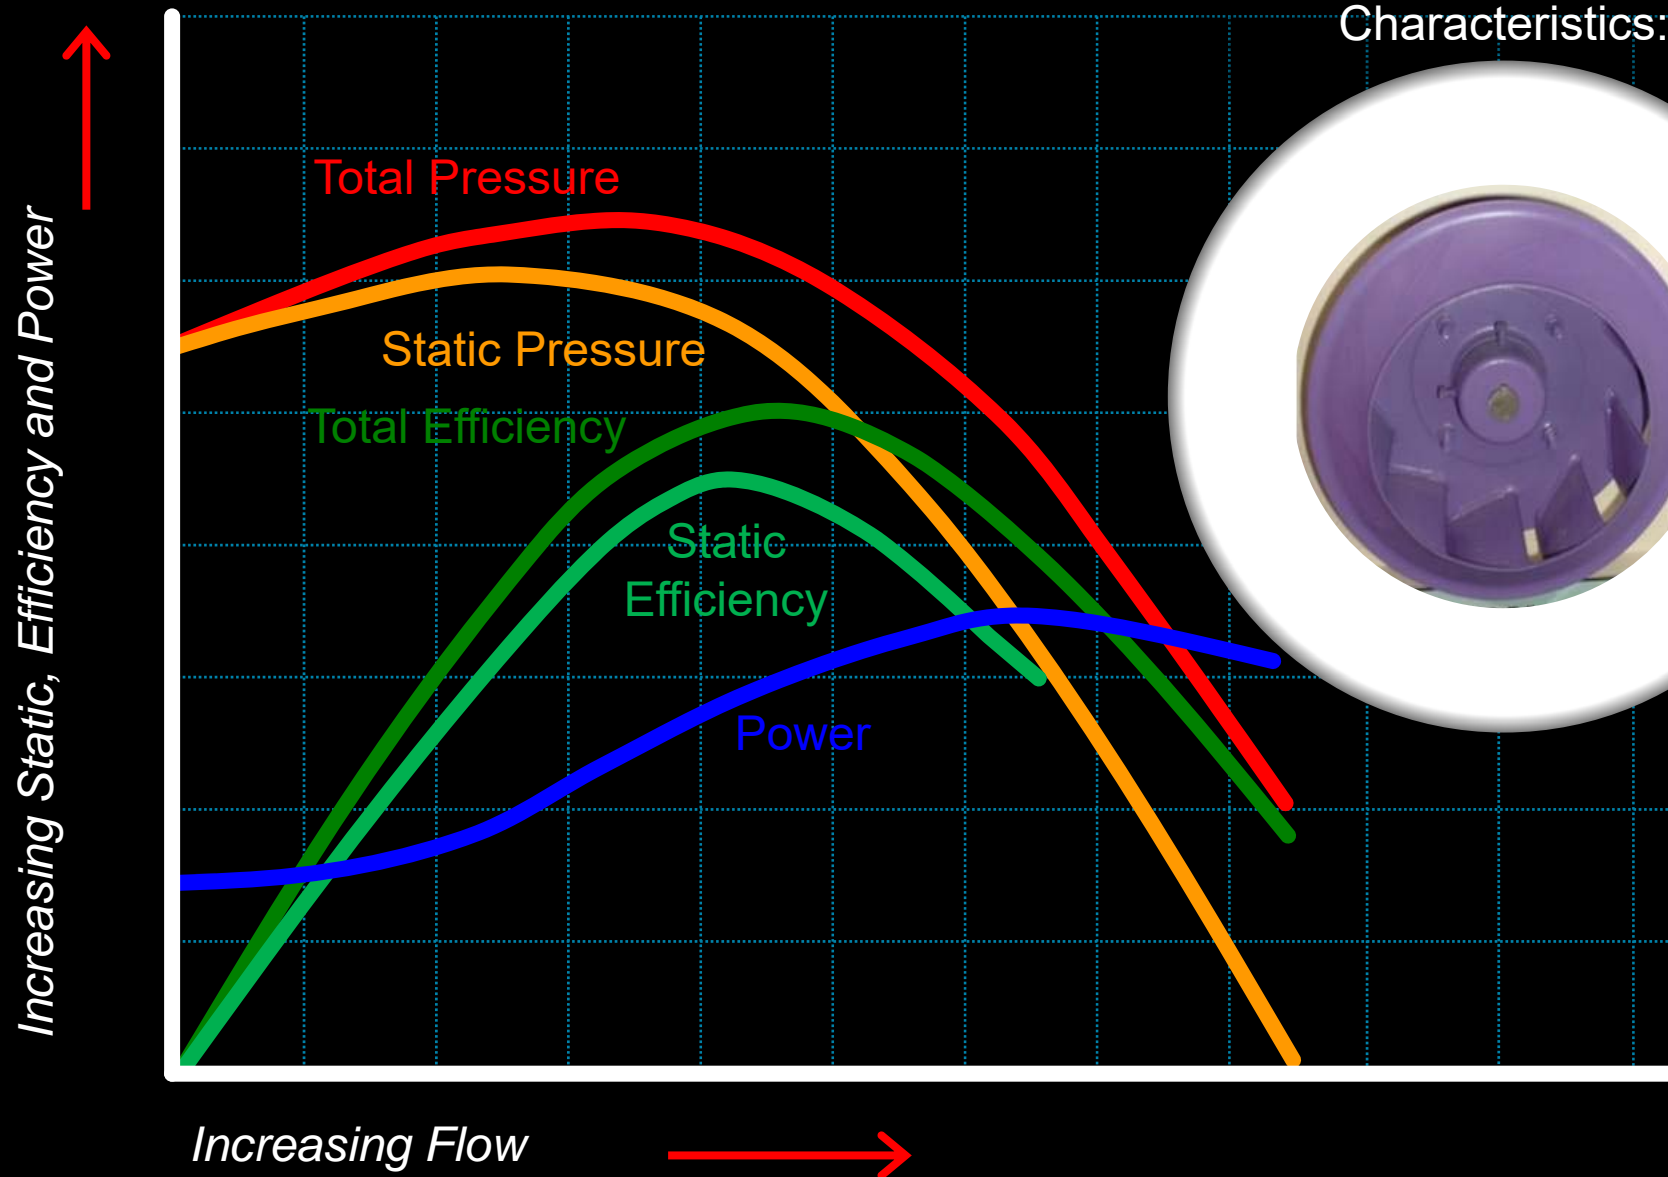 Characteristics:
Total Pressure
Static Pressure
Total Efficiency
Static
Efficiency
Power
Increasing Static, Efficiency and Power
Increasing Flow